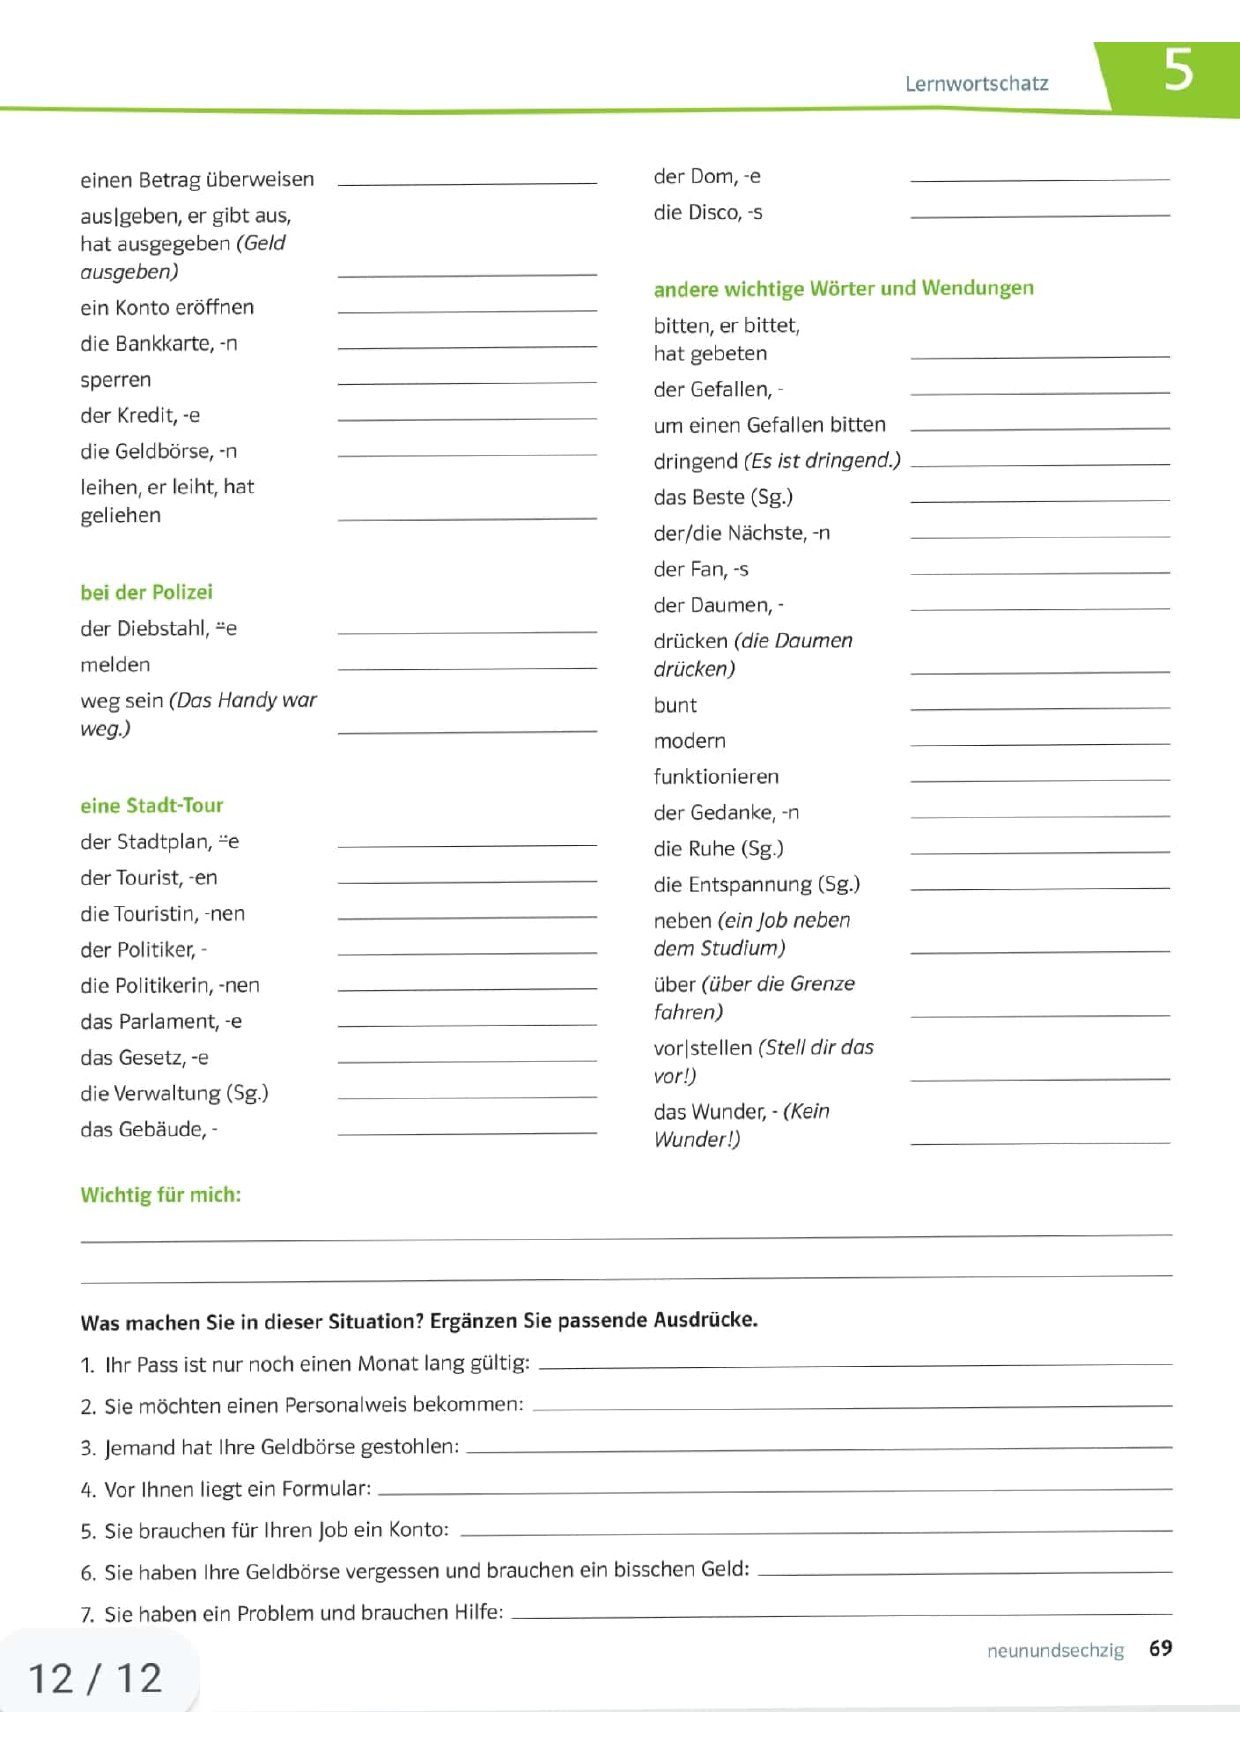 Lernwortschatz 5
einen Betrag überweisen
aus|geben, er gibt aus,
hat ausgegeben (Geld
ausgeben)
ein Konto eröffnen
die Bankkarte, -n
sperren
der Kredit, -e
die Geldbörse, -n
leihen, er leiht, hat
geliehen
bei der Polizei
der Diebstahl, ¨-e
melden
weg sein (Das Handy war
weg.)
eine Stadt-Tour
der Stadtplan, ¨-e
der Tourist, -en
die Touristin, -nen
der Politiker, -
die Politikerin, -nen
das Parlament, -e
das Gesetz, -e
die Verwaltung (Sg.)
das Gebäude, -
der Dom, -e
die Disco, -s
andere wichtige Wörter und Wendungen
bitten, er bittet,
hat gebeten
der Gefallen, -
um einen Gefallen bitten
dringend (Es ist dringend.)
das Beste (Sg.)
der/die Nächste, -n
der Fan, -s
der Daumen, -
drücken (die Daumen
drücken)
bunt
modern
funktionieren
der Gedanke, -n
die Ruhe (Sg.)
die Entspannung (Sg.)
neben (ein Job neben
dem Studium)
über (über die Grenze
fahren)
vor|stellen (Stell dir das
vor!)
das Wunder, - (Kein
Wunder!)
Wichtig für mich:
Was machen Sie in dieser Situation? Ergänzen Sie passende Ausdrücke.
1. Ihr Pass ist nur noch einen Monat lang gültig:
2. Sie möchten einen Personalweis bekommen:
3. Jemand hat Ihre Geldbörse gestohlen:
4. Vor Ihnen liegt ein Formular:
5. Sie brauchen für Ihren Job ein Konto:
6. Sie haben Ihre Geldbörse vergessen und brauchen ein bisschen Geld:
7. Sie haben ein Problem und brauchen Hilfe:
neunundsechzig 69
12 / 12